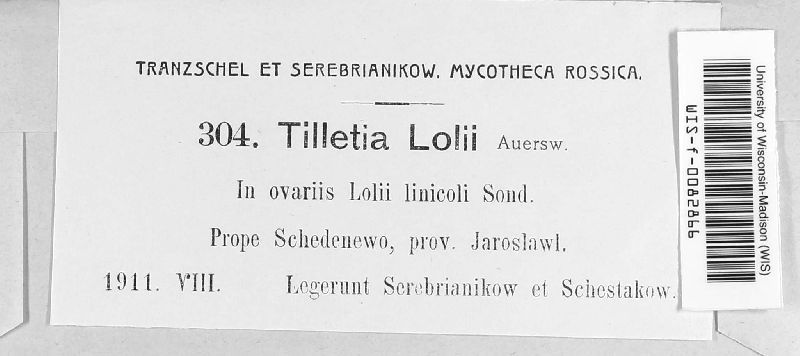 TRANZSCHEL ET SEREBRIANIKOW. MYCOTHECA ROSSICA.
304. Tilletia Lolii Auersw.
In ovariis Lolii linicoli Sond.
Prope Schedenewo, prov. Jaroslawl.
1911. VIII. Legerunt Serebrianikow et Schestakow.
University of Wisconsin-Madison (WIS)
WIS-f-0082866